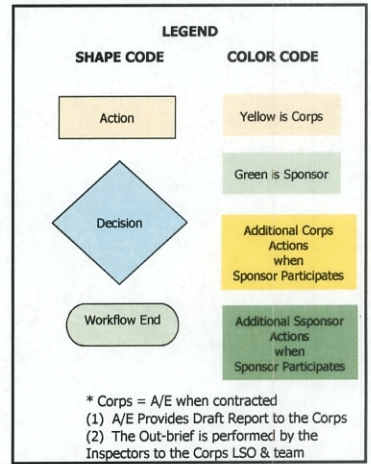 LEGEND
SHAPE CODE
COLOR CODE
Action
Yellow is Corps
Green is Sponsor
Decision
Additional Corps
Actions
when
Sponsor Participates
Workflow End
Additional Ssponsor
Actions
when
Sponsor Participates
* Corps = A/E when contracted
(1) A/E Provides Draft Report to the Corps
(2) The Out-brief is performed by the
Inspectors to the Corps LSO & team